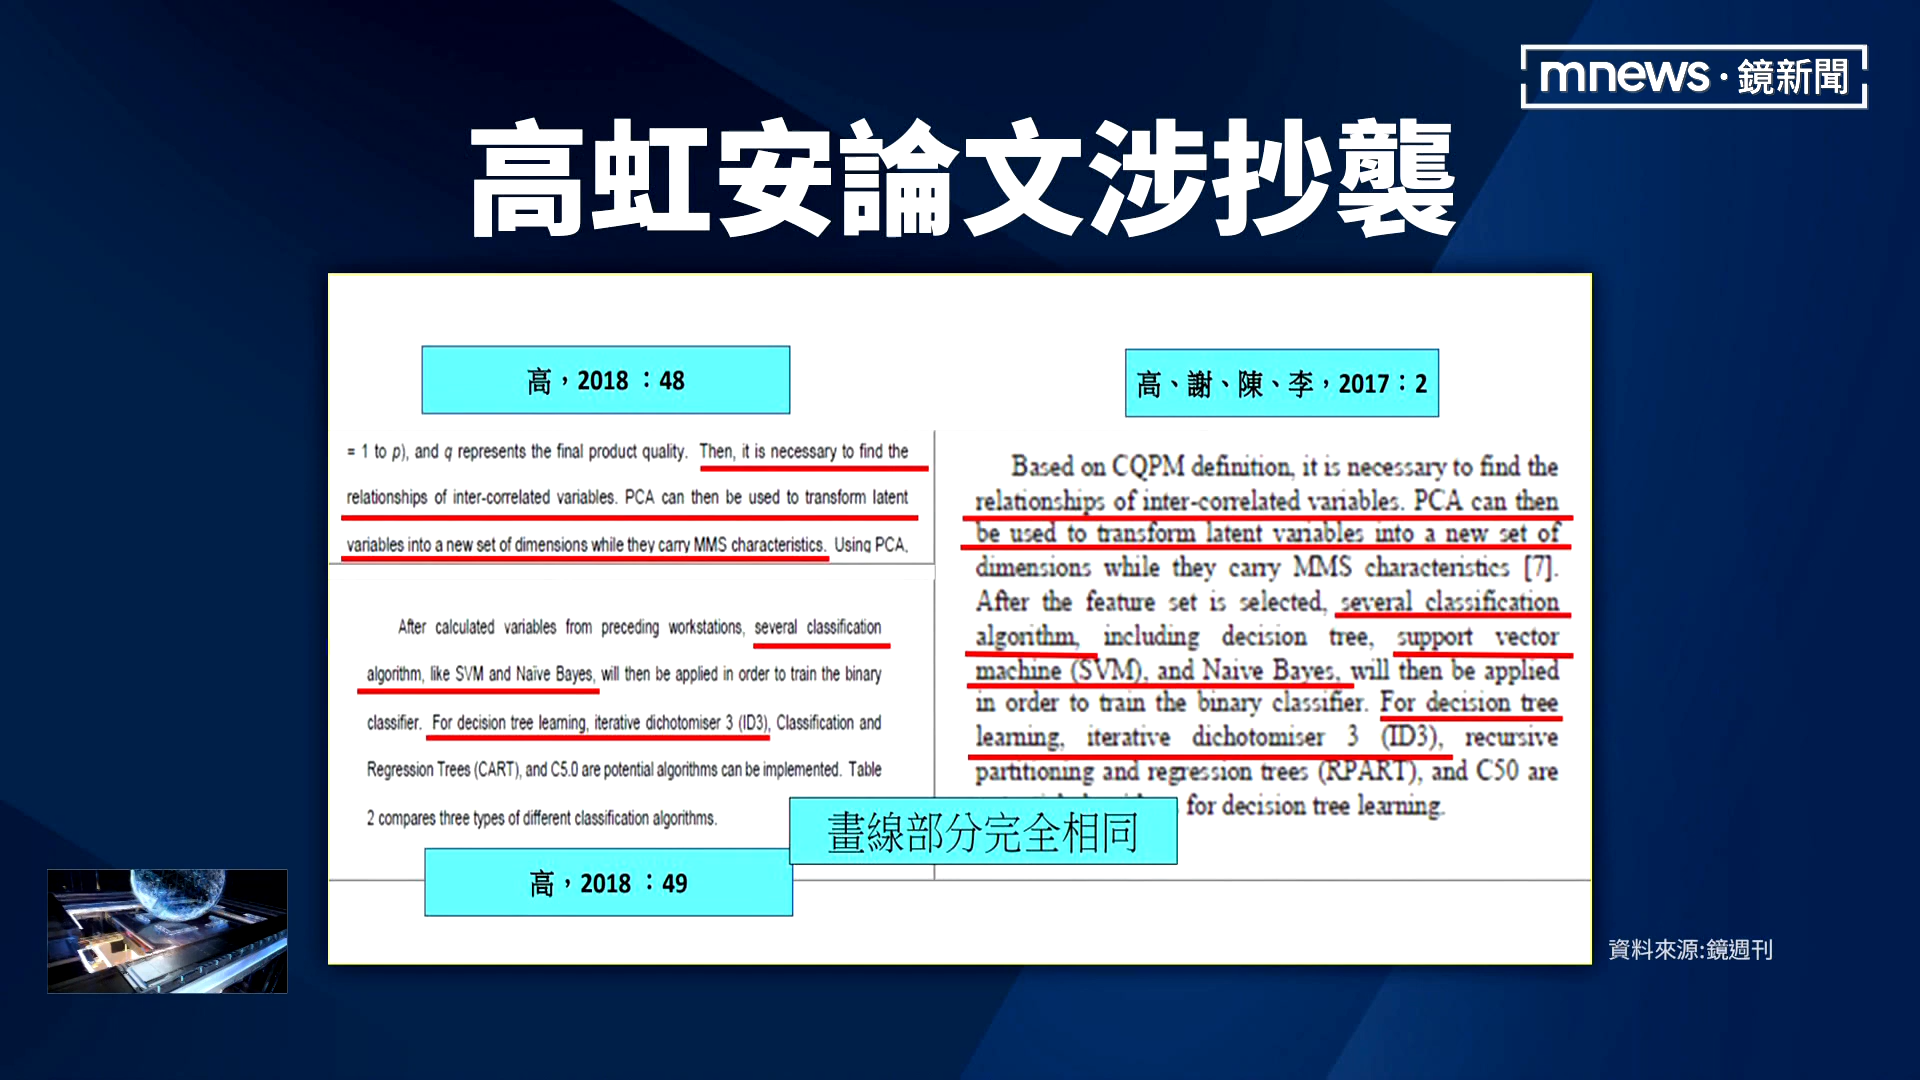 mnews·鏡新聞
高虹安論文涉抄襲
高，2018：48
= 1 to p), and q represents the final product quality. Then, it is necessary to find the
relationships of inter-correlated variables. PCA can then be used to transform latent
variables into a new set of dimensions while they carry MMS characteristics. Using PCA,
After calculated variables from preceding workstations, several classification
algorithm, like SVM and Naïve Bayes, will then be applied in order to train the binary
classifier. For decision tree learning, iterative dichotomiser 3 (ID3), Classification and
Regression Trees (CART), and C5.0 are potential algorithms can be implemented. Table
2 compares three types of different classification algorithms.
高，2018：49
高、謝、陳、李，2017：2
Based on CQPM definition, it is necessary to find the
relationships of inter-correlated variables. PCA can then
be used to transform latent variables into a new set of
dimensions while they carry MMS characteristics [7].
After the feature set is selected, several classification
algorithm, including decision tree, support vector
machine (SVM), and Naive Bayes, will then be applied
in order to train the binary classifier. For decision tree
learning, iterative dichotomiser 3 (ID3), recursive
partitioning and regression trees (RPART), and C50 are
for decision tree learning.
畫線部分完全相同
資料來源:鏡週刊